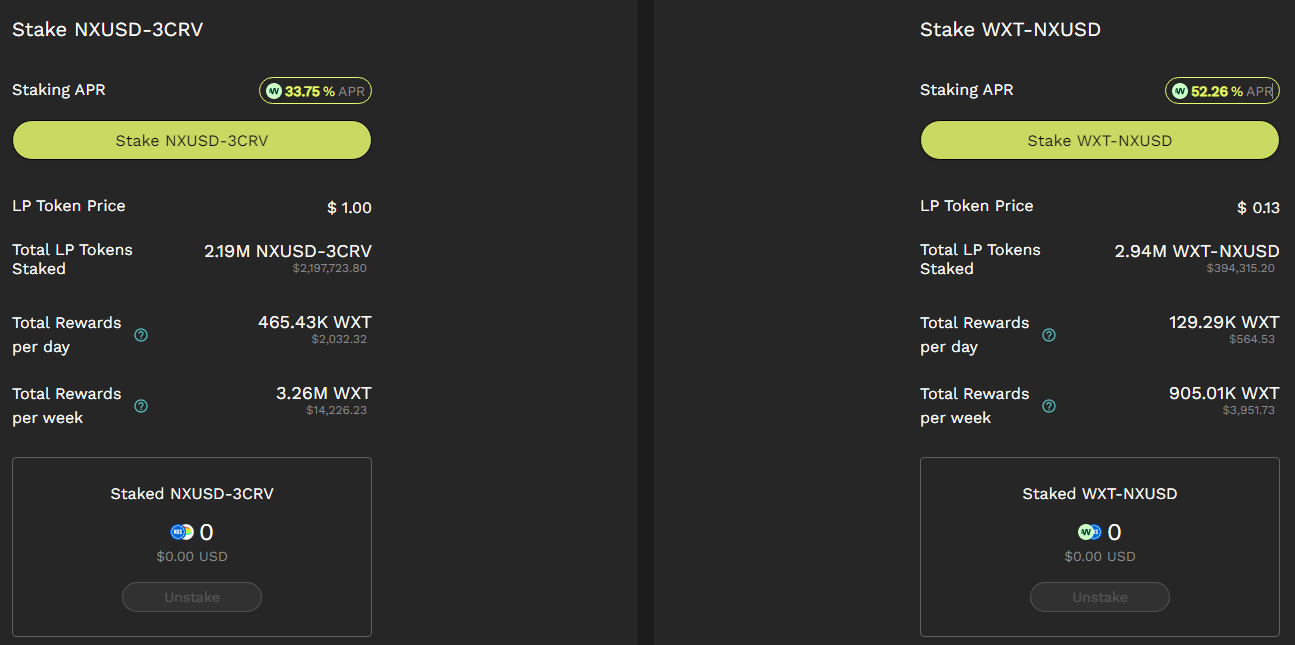 Stake NXUSD-3CRV
Staking APR
W 33.75 % APR
Stake NXUSD-3CRV
LP Token Price
$ 1.00
Total LP Tokens
Staked
2.19M NXUSD-3CRV
$2,197,723.80
Total Rewards
per day
?
465.43K WXT
$2,032.32
Total Rewards
per week
?
3.26M WXT
$14,226.23
Staked NXUSD-3CRV
0
$0.00 USD
Unstake
Stake WXT-NXUSD
Staking APR
W 52.26 % APR
Stake WXT-NXUSD
LP Token Price
$ 0.13
Total LP Tokens
Staked
2.94M WXT-NXUSD
$394,315.20
Total Rewards
per day
?
129.29K WXT
$564.53
Total Rewards
per week
?
905.01K WXT
$3,951.73
Staked WXT-NXUSD
W 0
$0.00 USD
Unstake